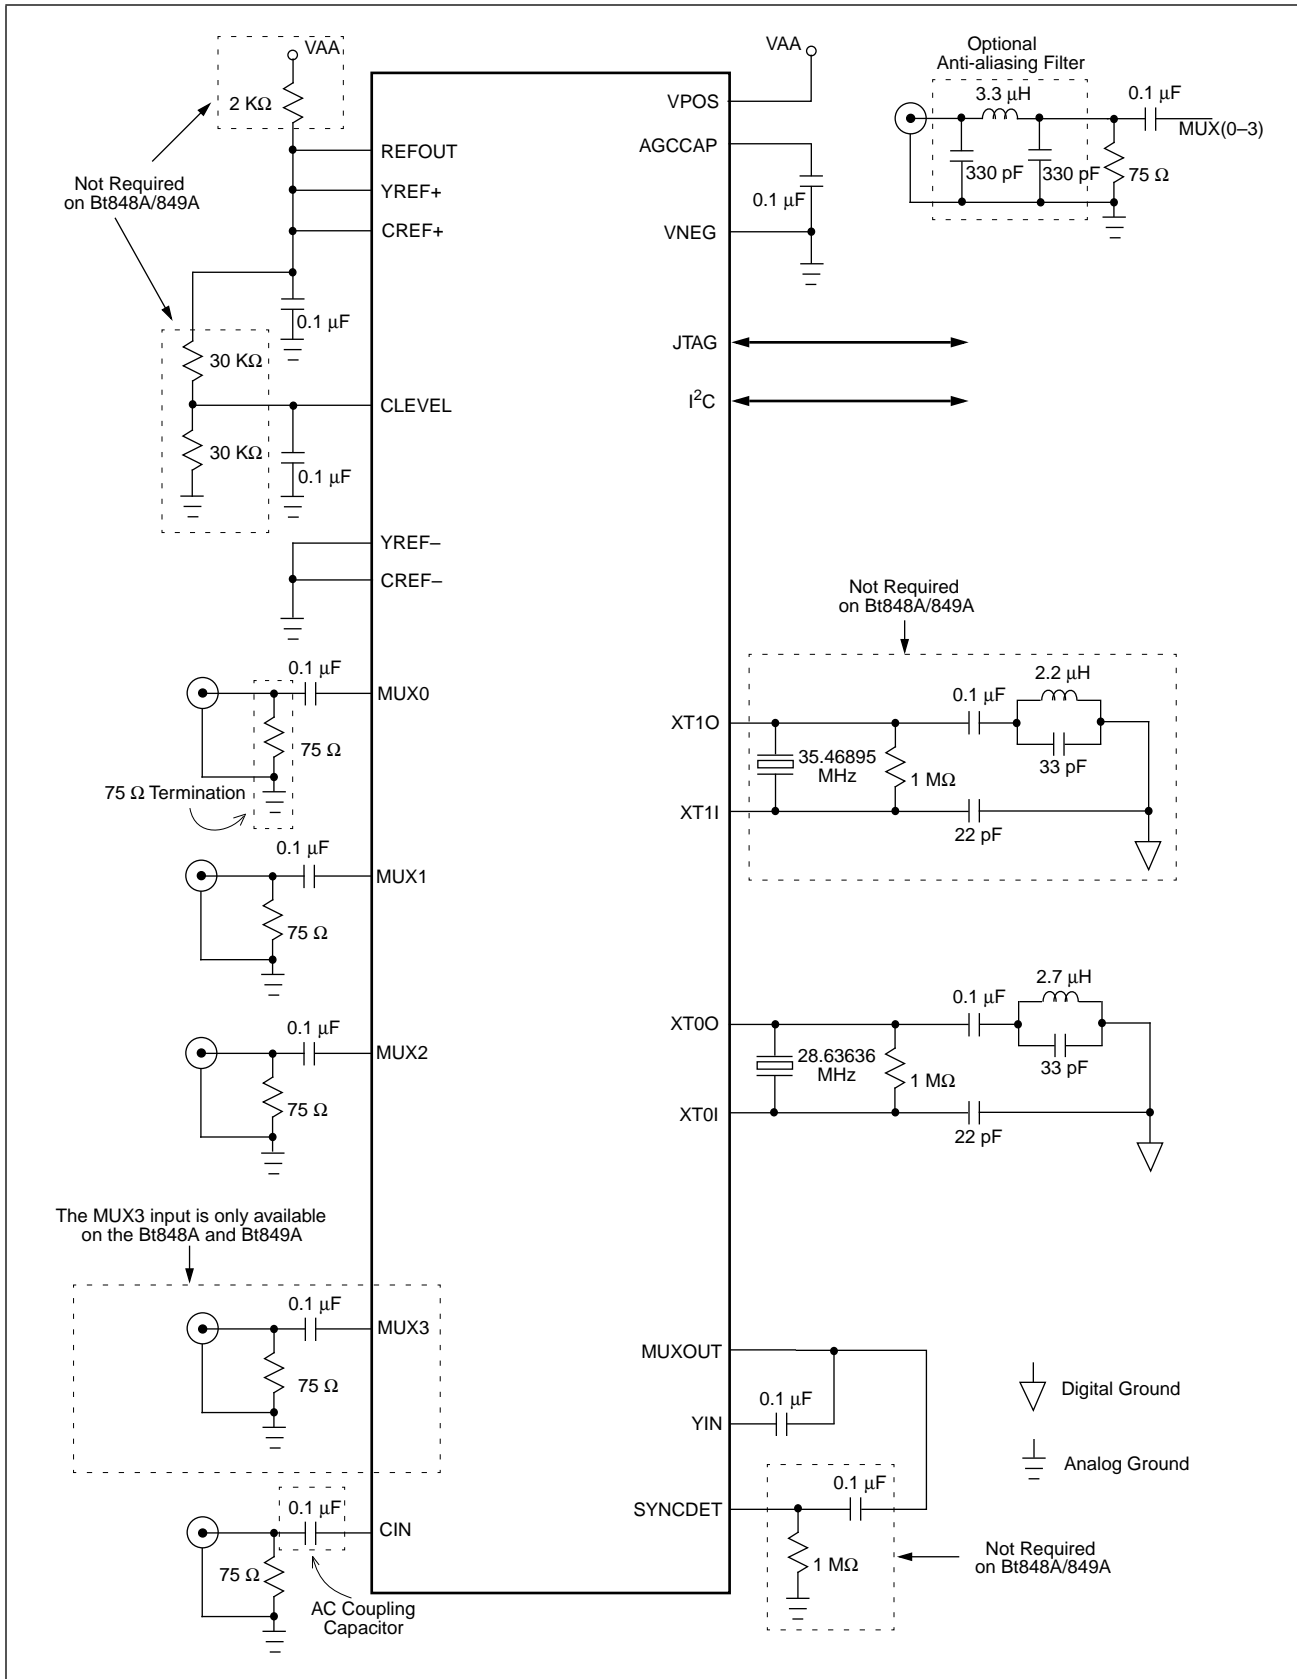 VAA
2 KΩ
Not Required
on Bt848A/849A
REFOUT
YREF+
CREF+
0.1 μF
30 KΩ
CLEVEL
30 KΩ
0.1 μF
YREF–
CREF–
0.1 μF
MUX0
75 Ω
75 Ω Termination
0.1 μF
MUX1
75 Ω
0.1 μF
MUX2
75 Ω
The MUX3 input is only available
on the Bt848A and Bt849A
0.1 μF
MUX3
75 Ω
0.1 μF
CIN
75 Ω
AC Coupling
Capacitor
VAA
VPOS
AGCCAP
0.1 μF
VNEG
Optional
Anti-aliasing Filter
3.3 μH
0.1 μF
MUX(0–3)
330 pF
330 pF
75 Ω
JTAG
I²C
Not Required
on Bt848A/849A
2.2 μH
0.1 μF
XT1O
35.46895
MHz
1 MΩ
33 pF
XT1I
22 pF
2.7 μH
0.1 μF
XT0O
28.63636
MHz
1 MΩ
33 pF
XT0I
22 pF
MUXOUT
0.1 μF
YIN
0.1 μF
SYNCDET
1 MΩ
Not Required
on Bt848A/849A
Digital Ground
Analog Ground